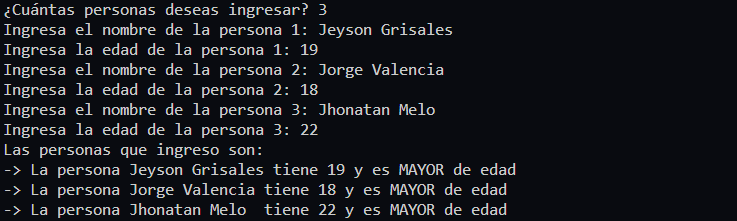 ¿Cuántas personas deseas ingresar? 3
Ingresa el nombre de la persona 1: Jeyson Grisales
Ingresa la edad de la persona 1: 19
Ingresa el nombre de la persona 2: Jorge Valencia
Ingresa la edad de la persona 2: 18
Ingresa el nombre de la persona 3: Jhonatan Melo
Ingresa la edad de la persona 3: 22
Las personas que ingreso son:
-> La persona Jeyson Grisales tiene 19 y es MAYOR de edad
-> La persona Jorge Valencia tiene 18 y es MAYOR de edad
-> La persona Jhonatan Melo  tiene 22 y es MAYOR de edad